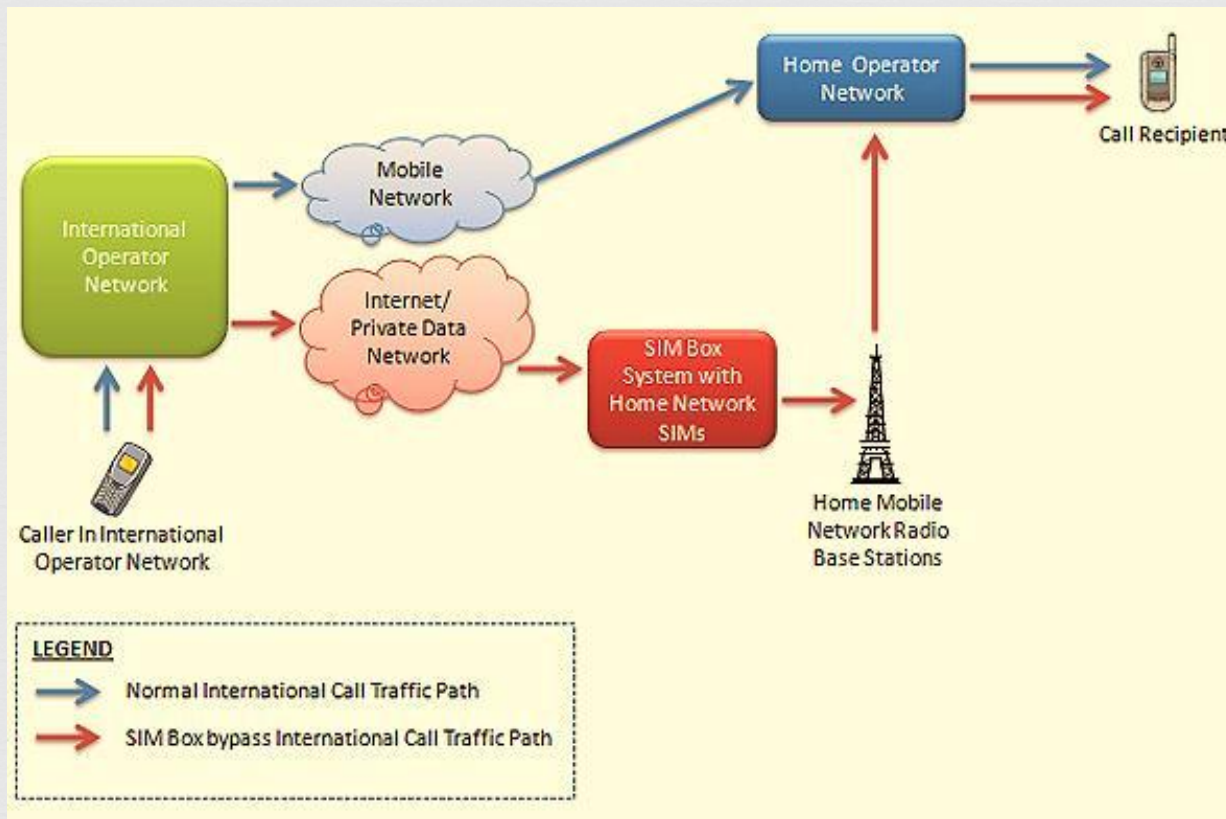 Home Operator
Network
Call Recipient
Mobile
Network
International
Operator
Network
Internet/
Private Data
Network
SIM Box
System with
Home Network
SIMs
Caller In International
Operator Network
Home Mobile
Network Radio
Base Stations
LEGEND
Normal International Call Traffic Path
SIM Box bypass International Call Traffic Path